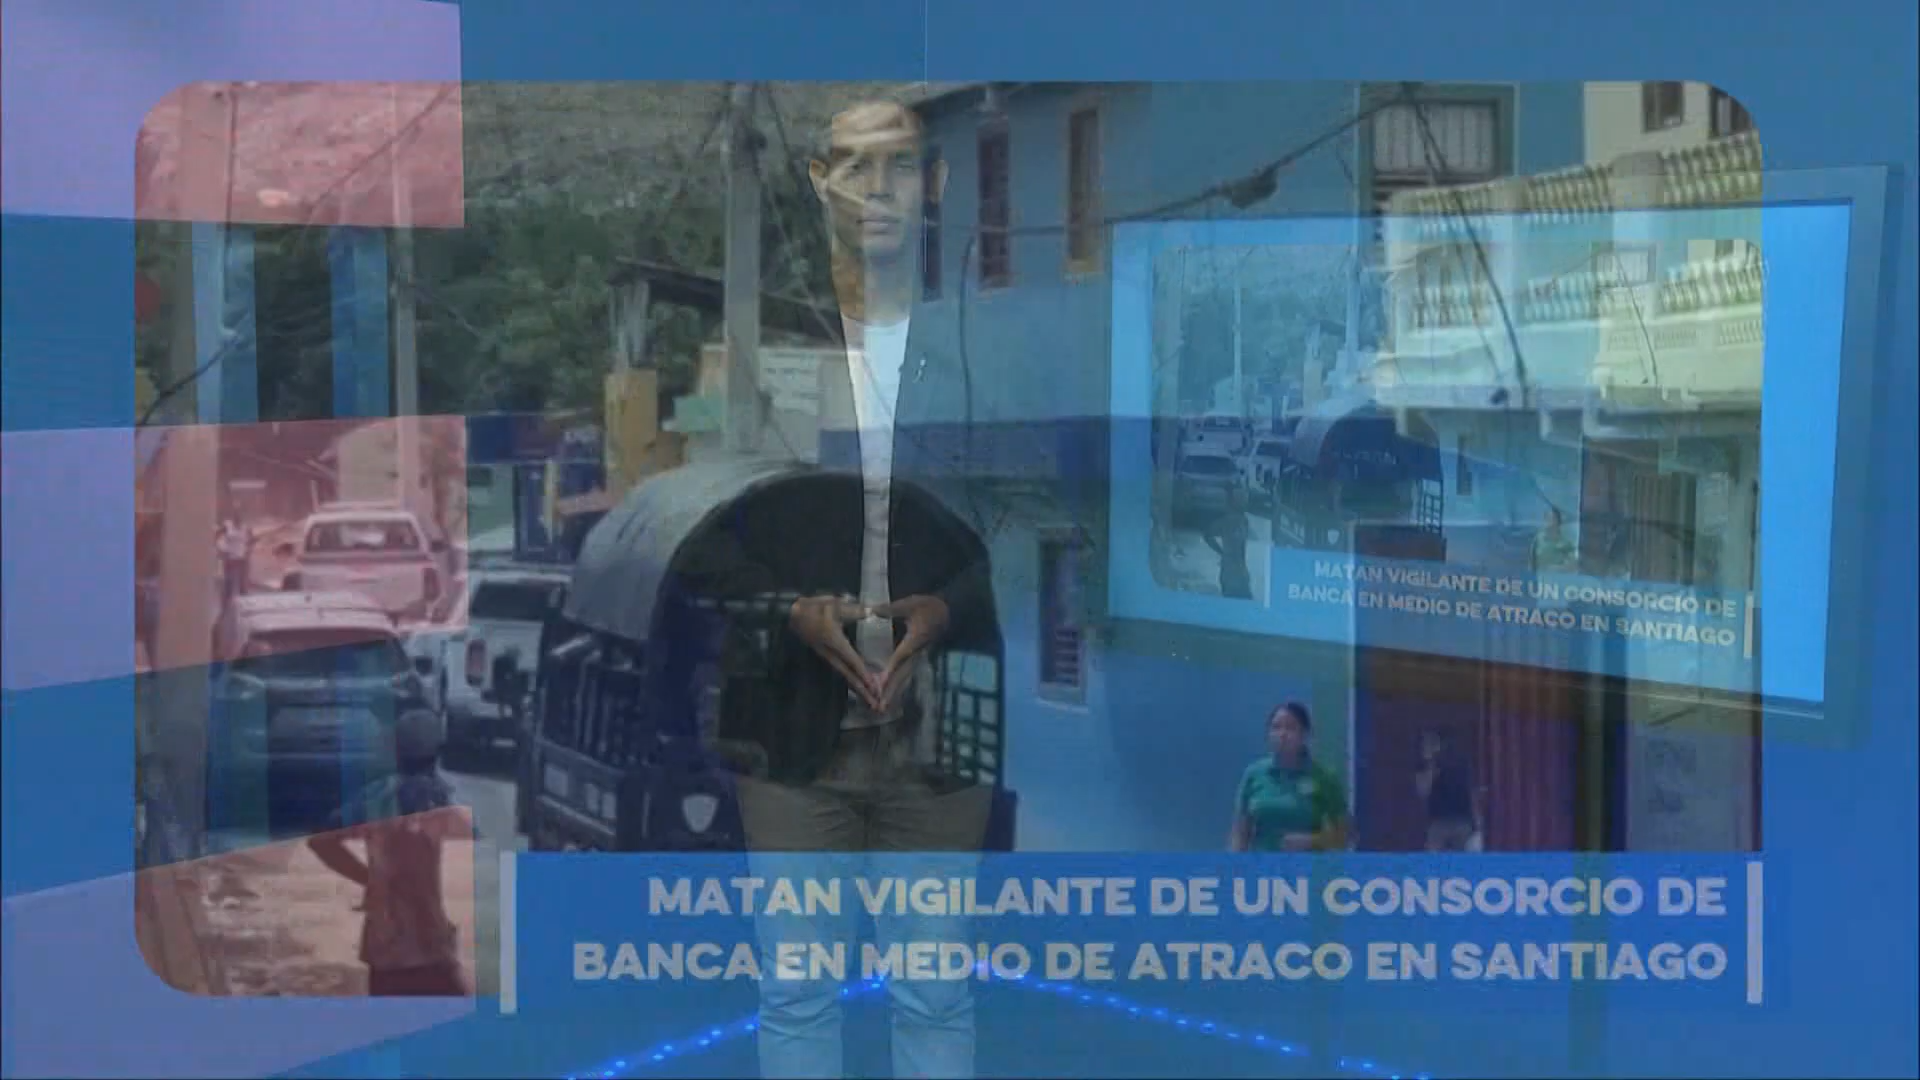 MATAN VIGILANTE DE UN CONSORCIO DE
BANCA EN MEDIO DE ATRACO EN SANTIAGO
MATAN VIGILANTE DE UN CONSORCIO DE
BANCA EN MEDIO DE ATRACO EN SANTIAGO